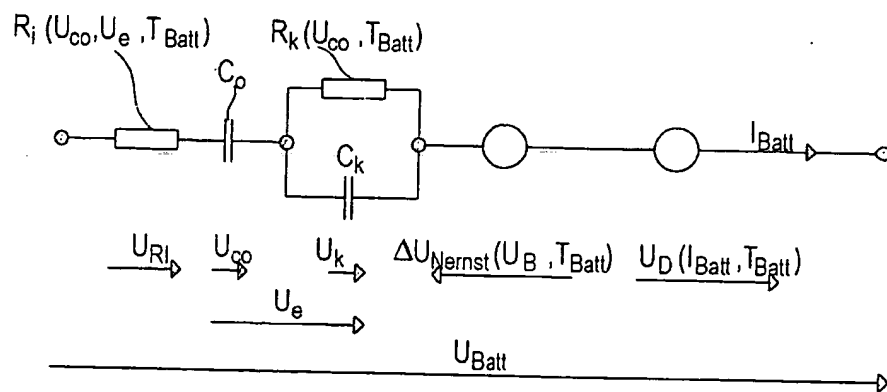 R_i (U_co, U_e, T_Batt)
R_k (U_co, T_Batt)
C_o
C_k
I_Batt
U_RI
U_co
U_k
ΔU_Nernst (U_B, T_Batt)
U_D (I_Batt, T_Batt)
U_e
U_Batt